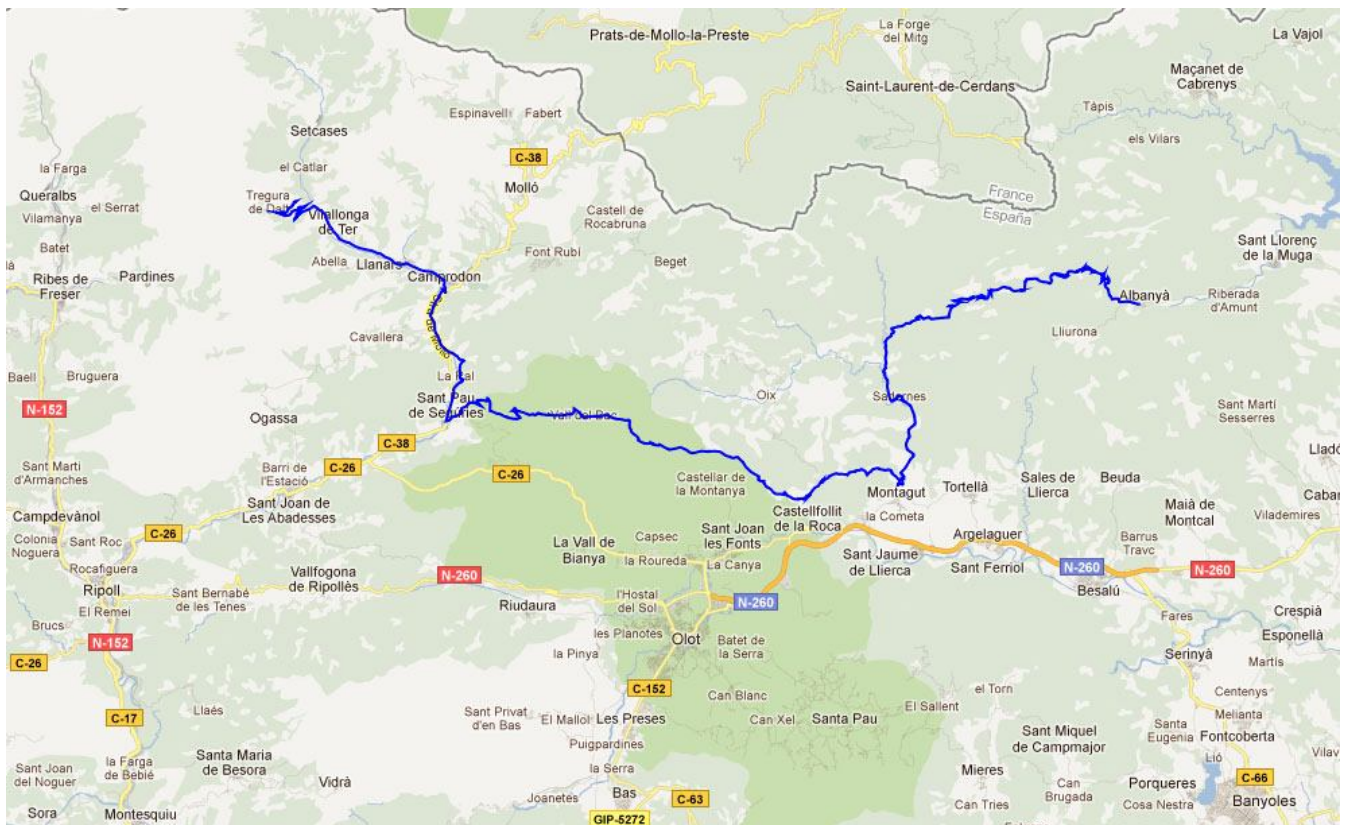 Prats-de-Mollo-la-Preste
La Forge
del Mitg
La Vajol
Maçanet de
Cabrenys
Saint-Laurent-de-Cerdans
Tàpis
els Vilars
Espinavell
Fabert
Setcases
C-38
Molló
la Farga
el Catllar
Queralbs
Vilamanya
el Serrat
Tregurà
de Dalt
Vilallonga
de Ter
Castell de
Rocabruna
France
España
Batet
Ribes de
Freser
Pardines
Abella
Llanars
Camprodon
Font Rubí
Beget
Sant Llorenç
de la Muga
Albanyà
Riberada
d'Amunt
Lliurona
Cavallera
Baell
Bruguera
La Ral
N-152
Ogassa
Sant Pau
de Segúries
Vall del Bac
Oix
Sadernes
Sant Martí
Sesserres
C-38
Sant Martí
d'Armanches
Barri de
l'Estació
C-26
C-26
Castellar de
la Montanya
Montagut
Tortellà
Sales de
Llierca
Beuda
Lladó
Campdevànol
Sant Joan de
Les Abadesses
Castellfollit
de la Roca
la Cometa
Maià de
Montcal
Caban
Vilademires
Colonia
Noguera
Sant Roc
C-26
La Vall de
Bianya
Capsec
Sant Joan
les Fonts
Argelaguer
Barrus
Travc
Rocafiguera
la Roureda
La Canya
Sant Jaume
de Llierca
Sant Ferriol
N-260
N-260
Ripoll
Vallfogona
de Ripollès
N-260
Besalú
Sant Bernabé
de les Tenes
Riudaura
l'Hostal
del Sol
N-260
El Remei
Crespià
Brucs
N-152
les Planotes
Olot
Batet de
la Serra
Fares
Esponellà
C-26
la Pinya
Serinyà
Martís
C-152
Can Blanc
el Torn
Centenys
C-17
Llaés
Sant Privat
d'en Bas
El Mallol
Les Preses
Can Xel
Santa Pau
El Sallent
Melianta
Santa
Eugenia
Fontcoberta
Puigpardines
Sant Miquel
de Campmajor
Lió
Vilav
Sant Joan
del Noguer
la Farga
de Bebié
Santa Maria
de Besora
Vidrà
la Serra
Mieres
Can
Brugada
Porqueres
C-66
Sora
Montesquiu
Joanetes
Bas
C-63
Can Tries
Cosa Nestra
Banyoles
GIP-5272